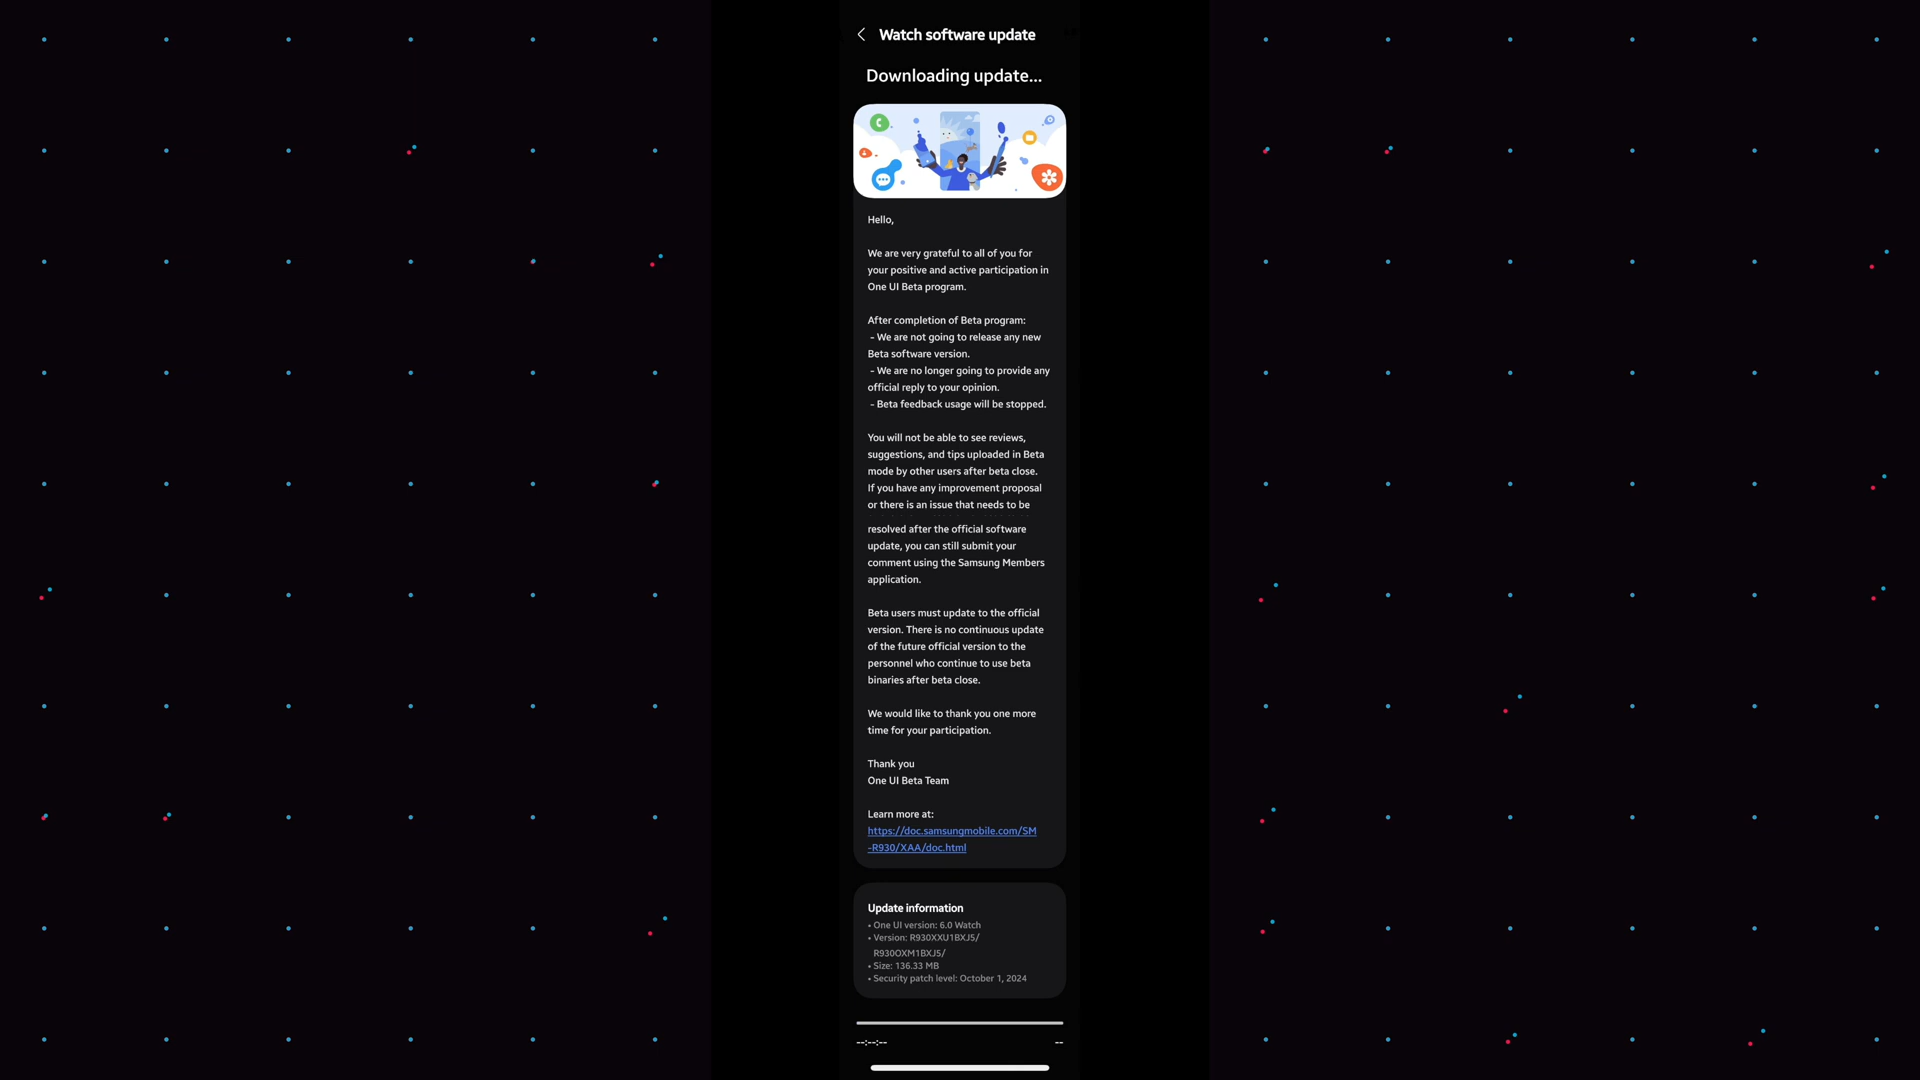 Watch software update
Downloading update...
Hello,
We are very grateful to all of you for
your positive and active participation in
One UI Beta program.
After completion of Beta program:
- We are not going to release any new
Beta software version.
- We are no longer going to provide any
official reply to your opinion.
- Beta feedback usage will be stopped.
You will not be able to see reviews,
suggestions, and tips uploaded in Beta
mode by other users after beta close.
If you have any improvement proposal
or there is an issue that needs to be
resolved after the official software
update, you can still submit your
comment using the Samsung Members
application.
Beta users must update to the official
version. There is no continuous update
of the future official version to the
personnel who continue to use beta
binaries after beta close.
We would like to thank you one more
time for your participation.
Thank you
One UI Beta Team
Learn more at:
https://doc.samsungmobile.com/SM
-R930/XAA/doc.html
Update information
• One UI version: 6.0 Watch
• Version: R930XXU1BXJ5/
R930OXM1BXJ5/
• Size: 136.33 MB
• Security patch level: October 1, 2024
--:--:-- --